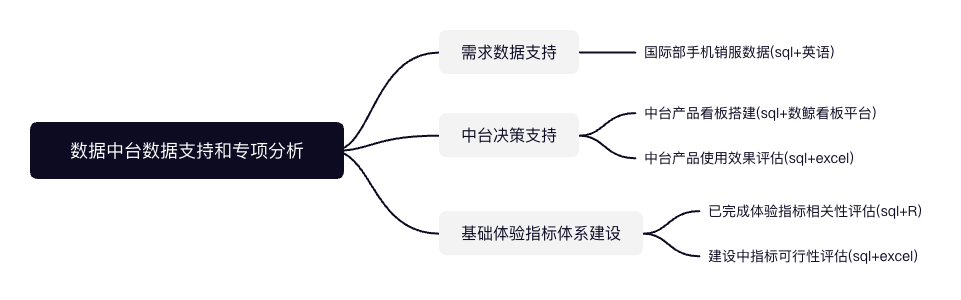 数据中台数据支持和专项分析
需求数据支持
国际部手机销服数据(sql+英语)
中台决策支持
中台产品看板搭建(sql+数鲸看板平台)
中台产品使用效果评估(sql+excel)
基础体验指标体系建设
已完成体验指标相关性评估(sql+R)
建设中指标可行性评估(sql+excel)